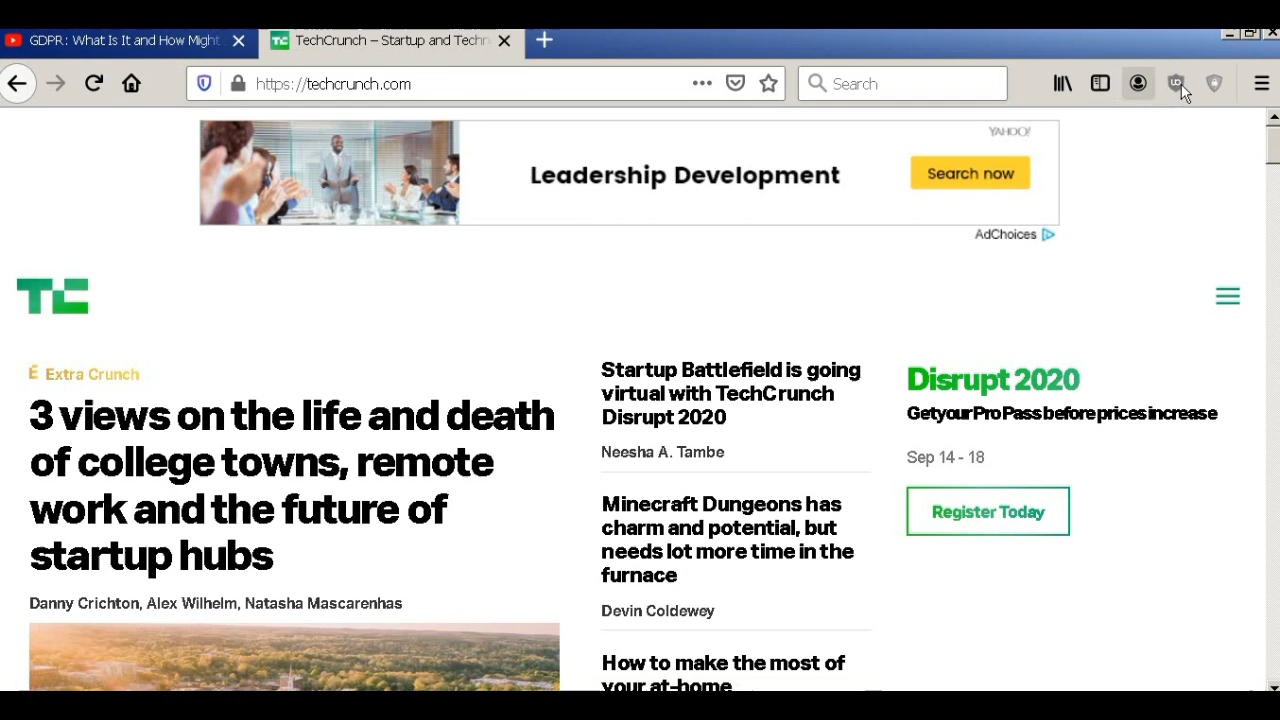 GDPR: What Is It and How Might
TechCrunch – Startup and Techn
https://techcrunch.com
Search
YAHOO!
Leadership Development
Search now
AdChoices
TC
Extra Crunch
3 views on the life and death
of college towns, remote
work and the future of
startup hubs
Danny Crichton, Alex Wilhelm, Natasha Mascarenhas
Startup Battlefield is going
virtual with TechCrunch
Disrupt 2020
Neesha A. Tambe
Minecraft Dungeons has
charm and potential, but
needs lot more time in the
furnace
Devin Coldewey
How to make the most of
your at-home
Disrupt 2020
Get your Pro Pass before prices increase
Sep 14 - 18
Register Today